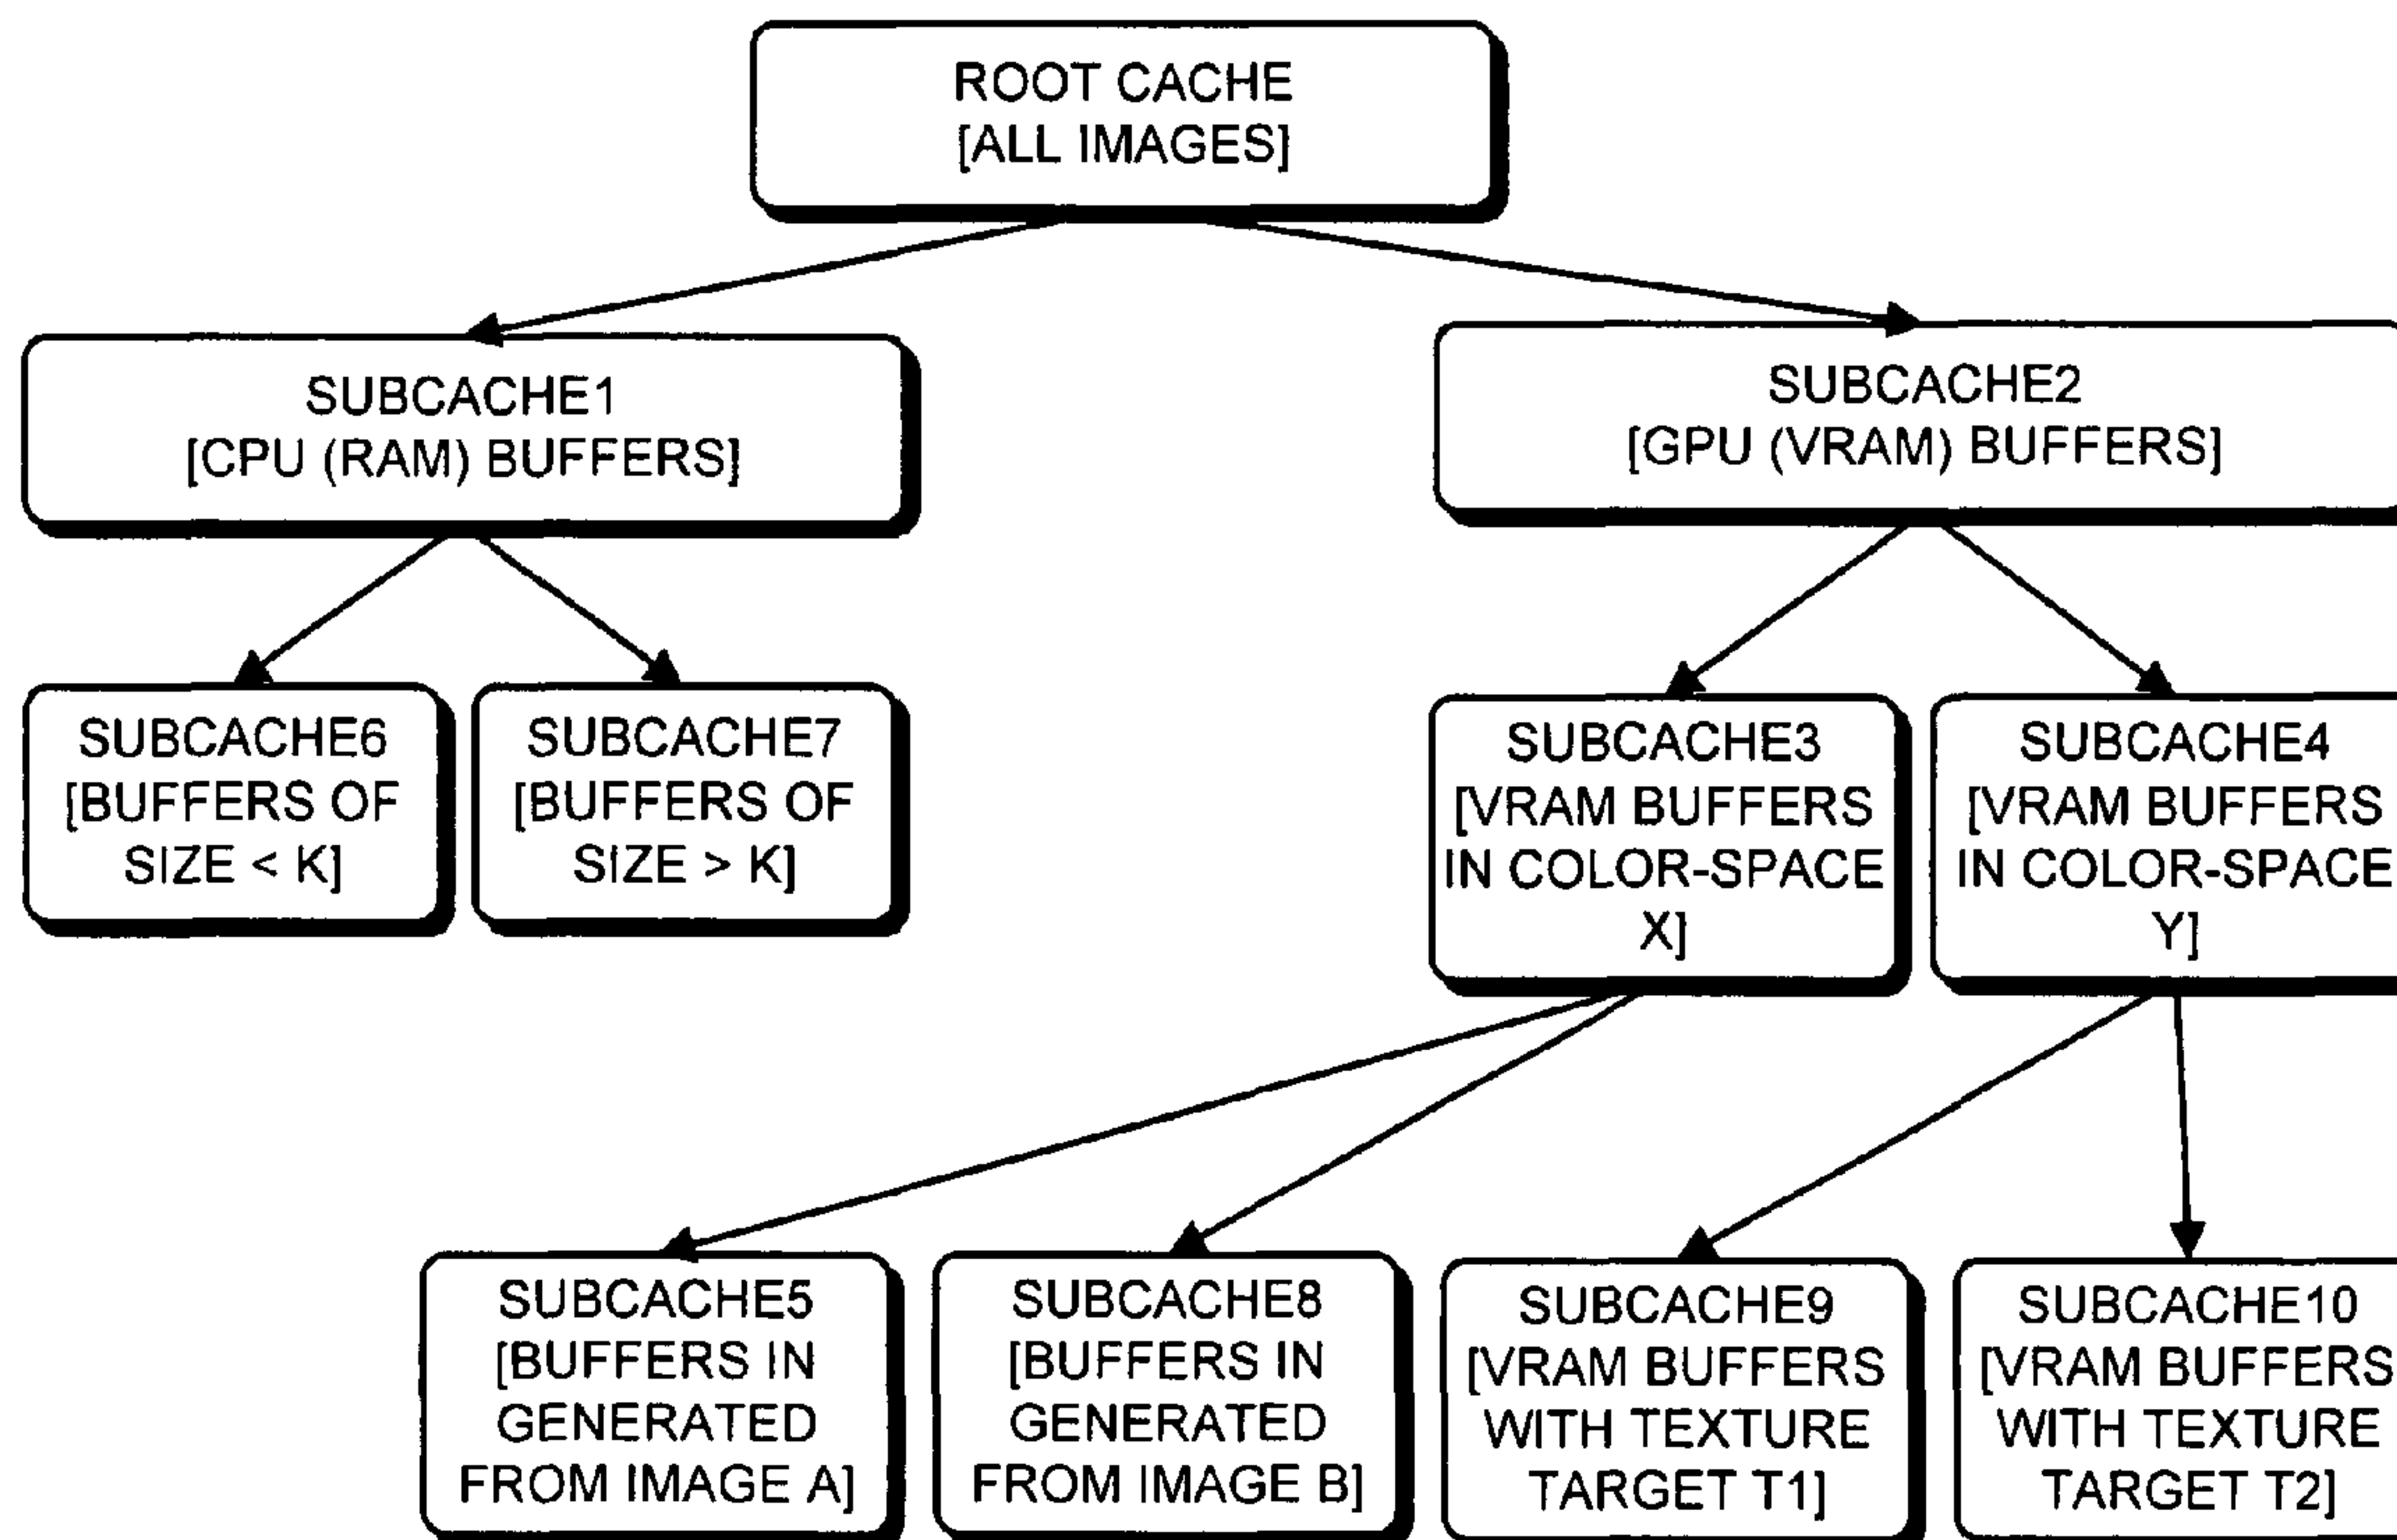 ROOT CACHE
[ALL IMAGES]
SUBCACHE1
[CPU (RAM) BUFFERS]
SUBCACHE2
[GPU (VRAM) BUFFERS]
SUBCACHE6
[BUFFERS OF
SIZE < K]
SUBCACHE7
[BUFFERS OF
SIZE > K]
SUBCACHE3
[VRAM BUFFERS
IN COLOR-SPACE
X]
SUBCACHE4
[VRAM BUFFERS
IN COLOR-SPACE
Y]
SUBCACHE5
[BUFFERS IN
GENERATED
FROM IMAGE A]
SUBCACHE8
[BUFFERS IN
GENERATED
FROM IMAGE B]
SUBCACHE9
[VRAM BUFFERS
WITH TEXTURE
TARGET T1]
SUBCACHE10
[VRAM BUFFERS
WITH TEXTURE
TARGET T2]